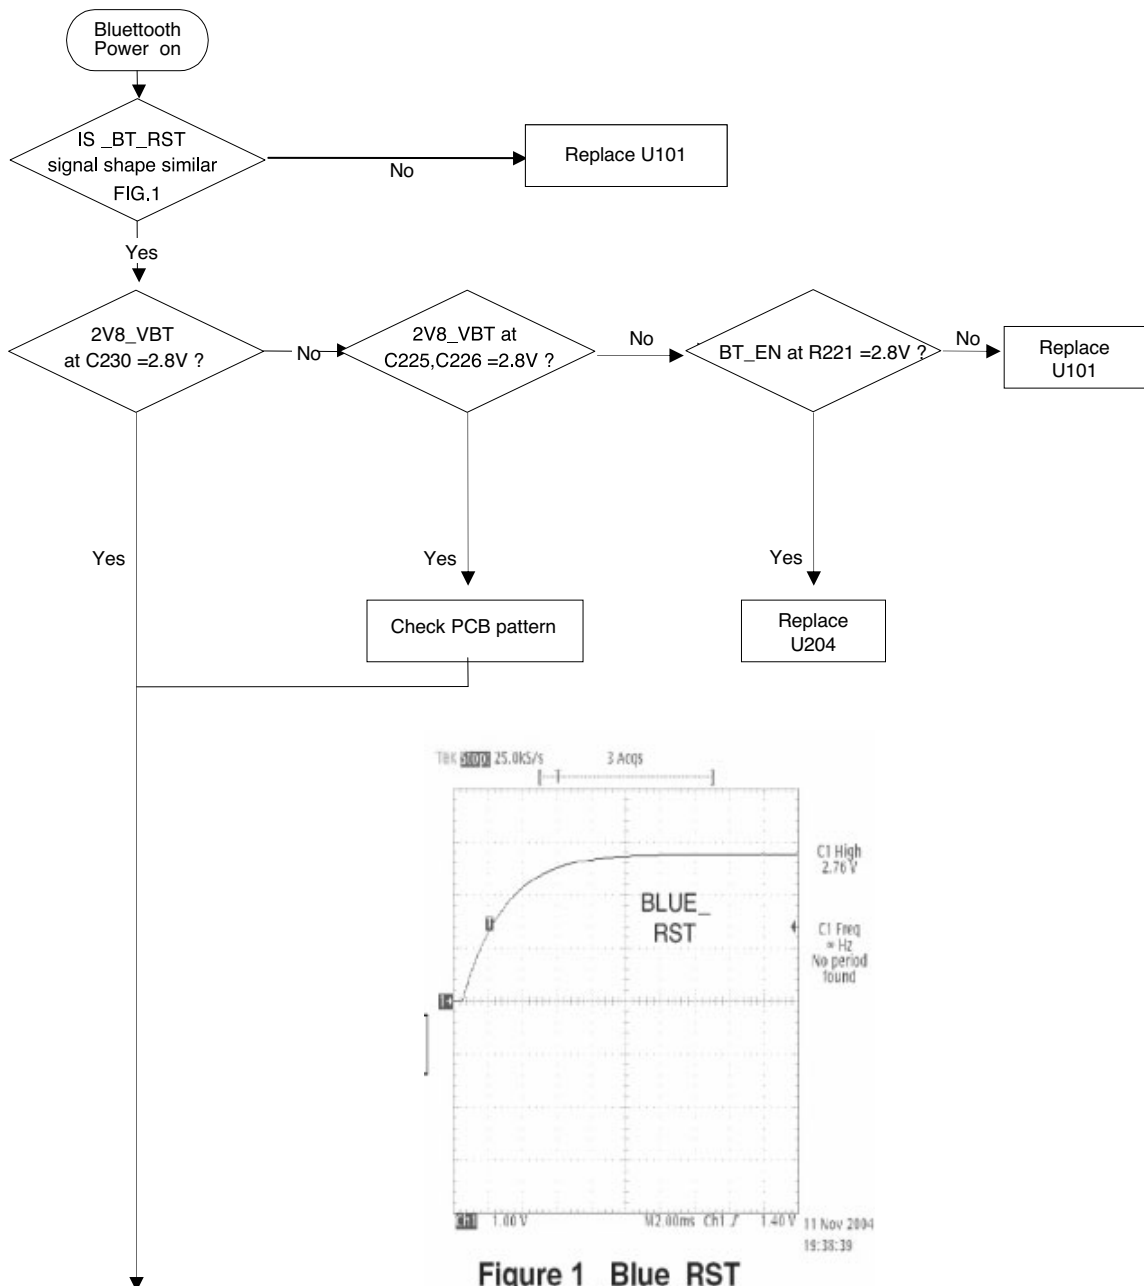 Bluettooth
Power on
IS _BT_RST
signal shape similar
FIG.1
No
Replace U101
Yes
2V8_VBT
at C230 =2.8V ?
No
2V8_VBT at
C225,C226 =2.8V ?
No
BT_EN at R221 =2.8V ?
No
Replace
U101
Yes
Yes
Yes
Check PCB pattern
Replace
U204
Tek Stop 25.0kS/s 3 Acqs
C1 High
2.76 V
BLUE_
RST
C1 Freq
∞ Hz
No period
found
Ch1 1.00 V M2.00ms Ch1 1.40 V
11 Nov 2004
19:38:39
Figure 1 Blue_RST